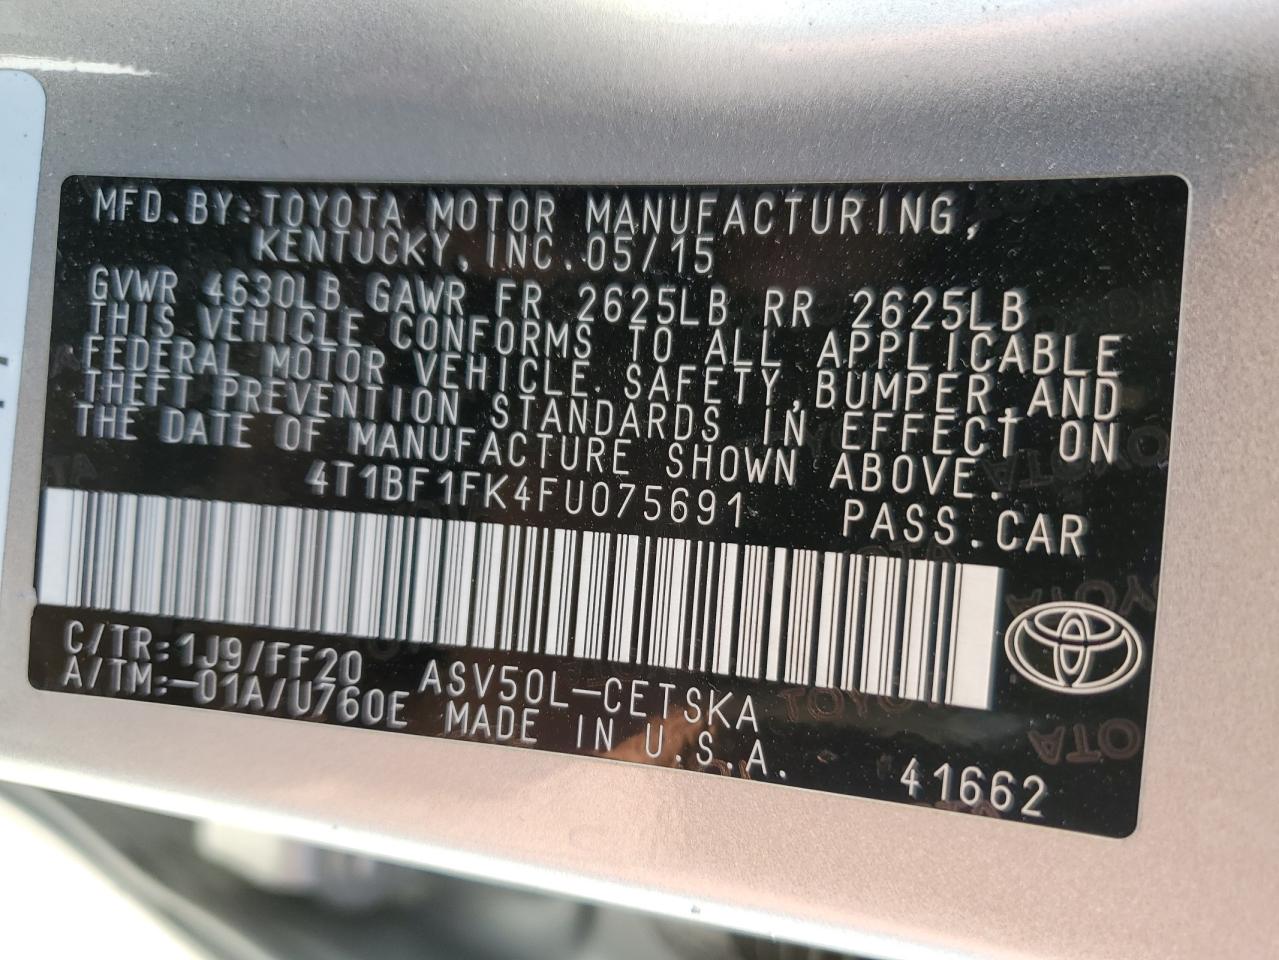 MFD.BY:TOYOTA MOTOR MANUFACTURING,
KENTUCKY,INC.05/15
GVWR 4630LB GAWR FR 2625LB RR 2625LB
THIS VEHICLE CONFORMS TO ALL APPLICABLE
FEDERAL MOTOR VEHICLE SAFETY,BUMPER,AND
THEFT PREVENTION STANDARDS IN EFFECT ON
THE DATE OF MANUFACTURE SHOWN ABOVE.
4T1BF1FK4FU075691 PASS.CAR
C/TR:1J9/FF20 ASV50L-CETSKA
A/TM:-01A/U760E MADE IN U.S.A.
41662